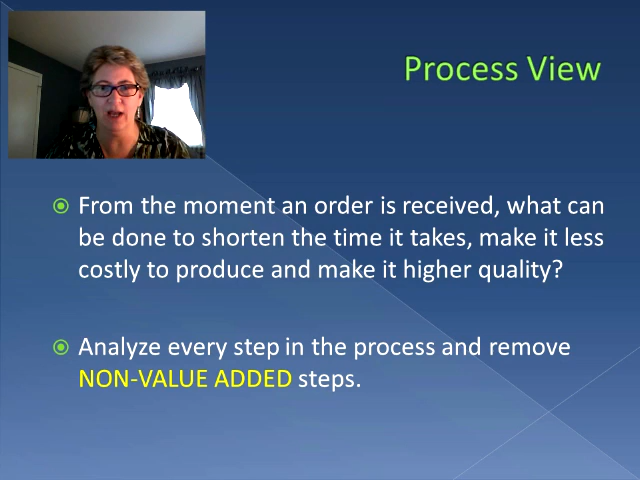 Process View
From the moment an order is received, what can
be done to shorten the time it takes, make it less
costly to produce and make it higher quality?
Analyze every step in the process and remove
NON-VALUE ADDED steps.